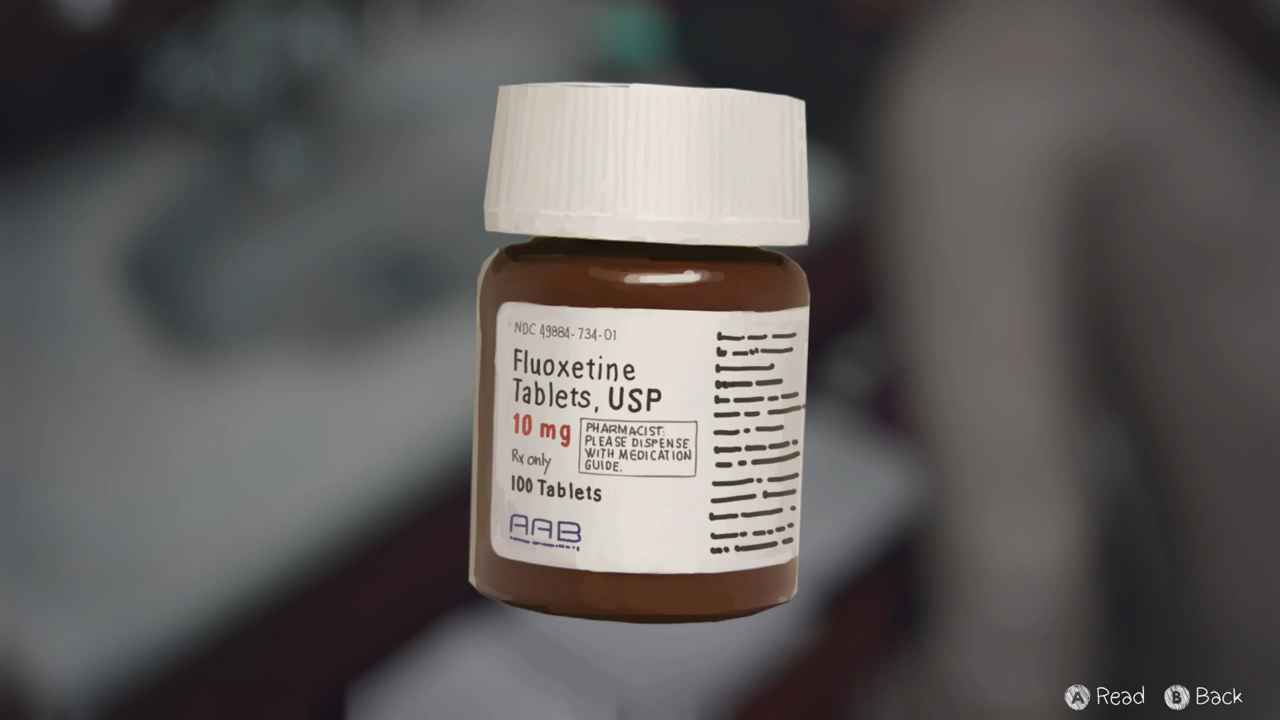 NDC 49884-734-01
Fluoxetine
Tablets, USP
10 mg
PHARMACIST:
PLEASE DISPENSE
WITH MEDICATION
GUIDE.
Rx only
100 Tablets
AAB
A Read B Back